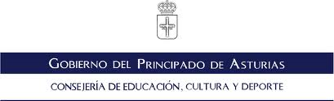 GOBIERNO DEL PRINCIPADO DE ASTURIAS
CONSEJERÍA DE EDUCACIÓN, CULTURA Y DEPORTE